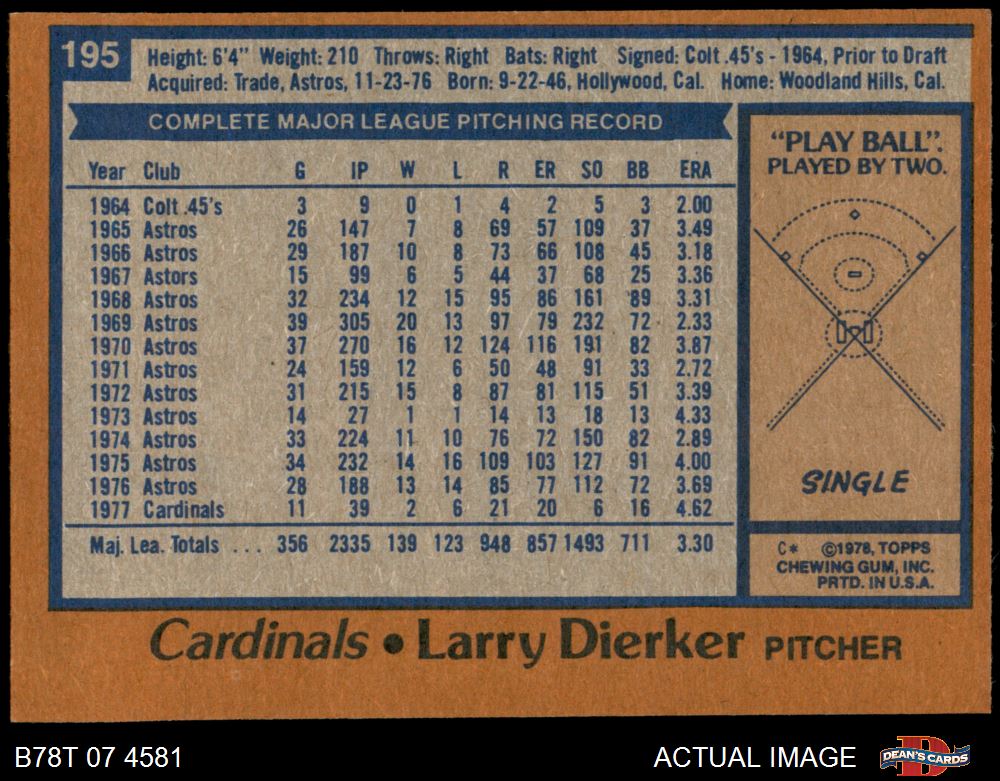 195
Height: 6'4" Weight: 210 Throws: Right Bats: Right Signed: Colt .45's - 1964, Prior to Draft
Acquired: Trade, Astros, 11-23-76 Born: 9-22-46, Hollywood, Cal. Home: Woodland Hills, Cal.
COMPLETE MAJOR LEAGUE PITCHING RECORD
Year Club G IP W L R ER SO BB ERA
1964 Colt .45's 3 9 0 1 4 2 5 3 2.00
1965 Astros 26 147 7 8 69 57 109 37 3.49
1966 Astros 29 187 10 8 73 66 108 45 3.18
1967 Astors 15 99 6 5 44 37 68 25 3.36
1968 Astros 32 234 12 15 95 86 161 89 3.31
1969 Astros 39 305 20 13 97 79 232 72 2.33
1970 Astros 37 270 16 12 124 116 191 82 3.87
1971 Astros 24 159 12 6 50 48 91 33 2.72
1972 Astros 31 215 15 8 87 81 115 51 3.39
1973 Astros 14 27 1 1 14 13 18 13 4.33
1974 Astros 33 224 11 10 76 72 150 82 2.89
1975 Astros 34 232 14 16 109 103 127 91 4.00
1976 Astros 28 188 13 14 85 77 112 72 3.69
1977 Cardinals 11 39 2 6 21 20 6 16 4.62
Maj. Lea. Totals ... 356 2335 139 123 948 857 1493 711 3.30
"PLAY BALL".
PLAYED BY TWO.
SINGLE
C* ©1978, TOPPS
CHEWING GUM, INC.
PRTD. IN U.S.A.
Cardinals • Larry Dierker PITCHER
B78T 07 4581
ACTUAL IMAGE
DEAN'S CARDS